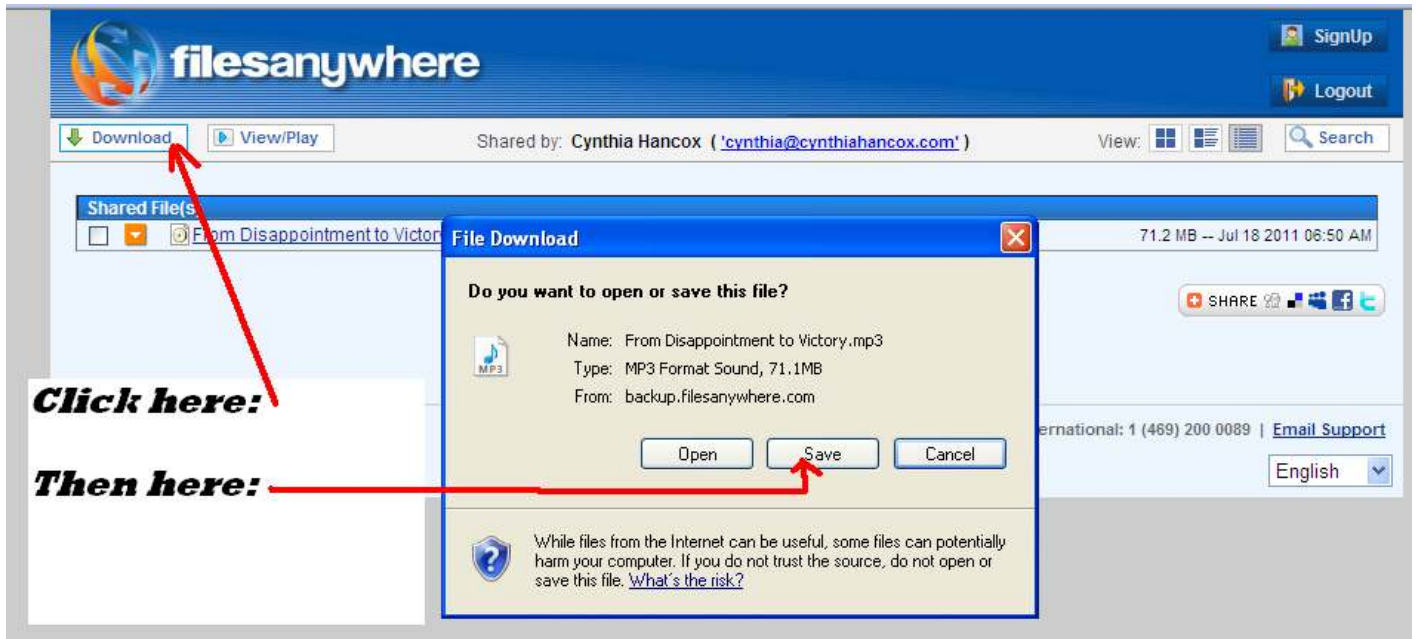 filesanywhere
SignUp
Logout
Download
View/Play
Shared by: Cynthia Hancox ( 'cynthia@cynthiahancox.com' )
View:
Search
Shared File(s
From Disappointment to Victor
71.2 MB -- Jul 18 2011 06:50 AM
File Download
Do you want to open or save this file?
MP3
Name: From Disappointment to Victory.mp3
Type: MP3 Format Sound, 71.1MB
From: backup.filesanywhere.com
Open
Save
Cancel
While files from the Internet can be useful, some files can potentially
harm your computer. If you do not trust the source, do not open or
save this file. What's the risk?
SHARE
Click here:
Then here:
ernational: 1 (469) 200 0089 | Email Support
English